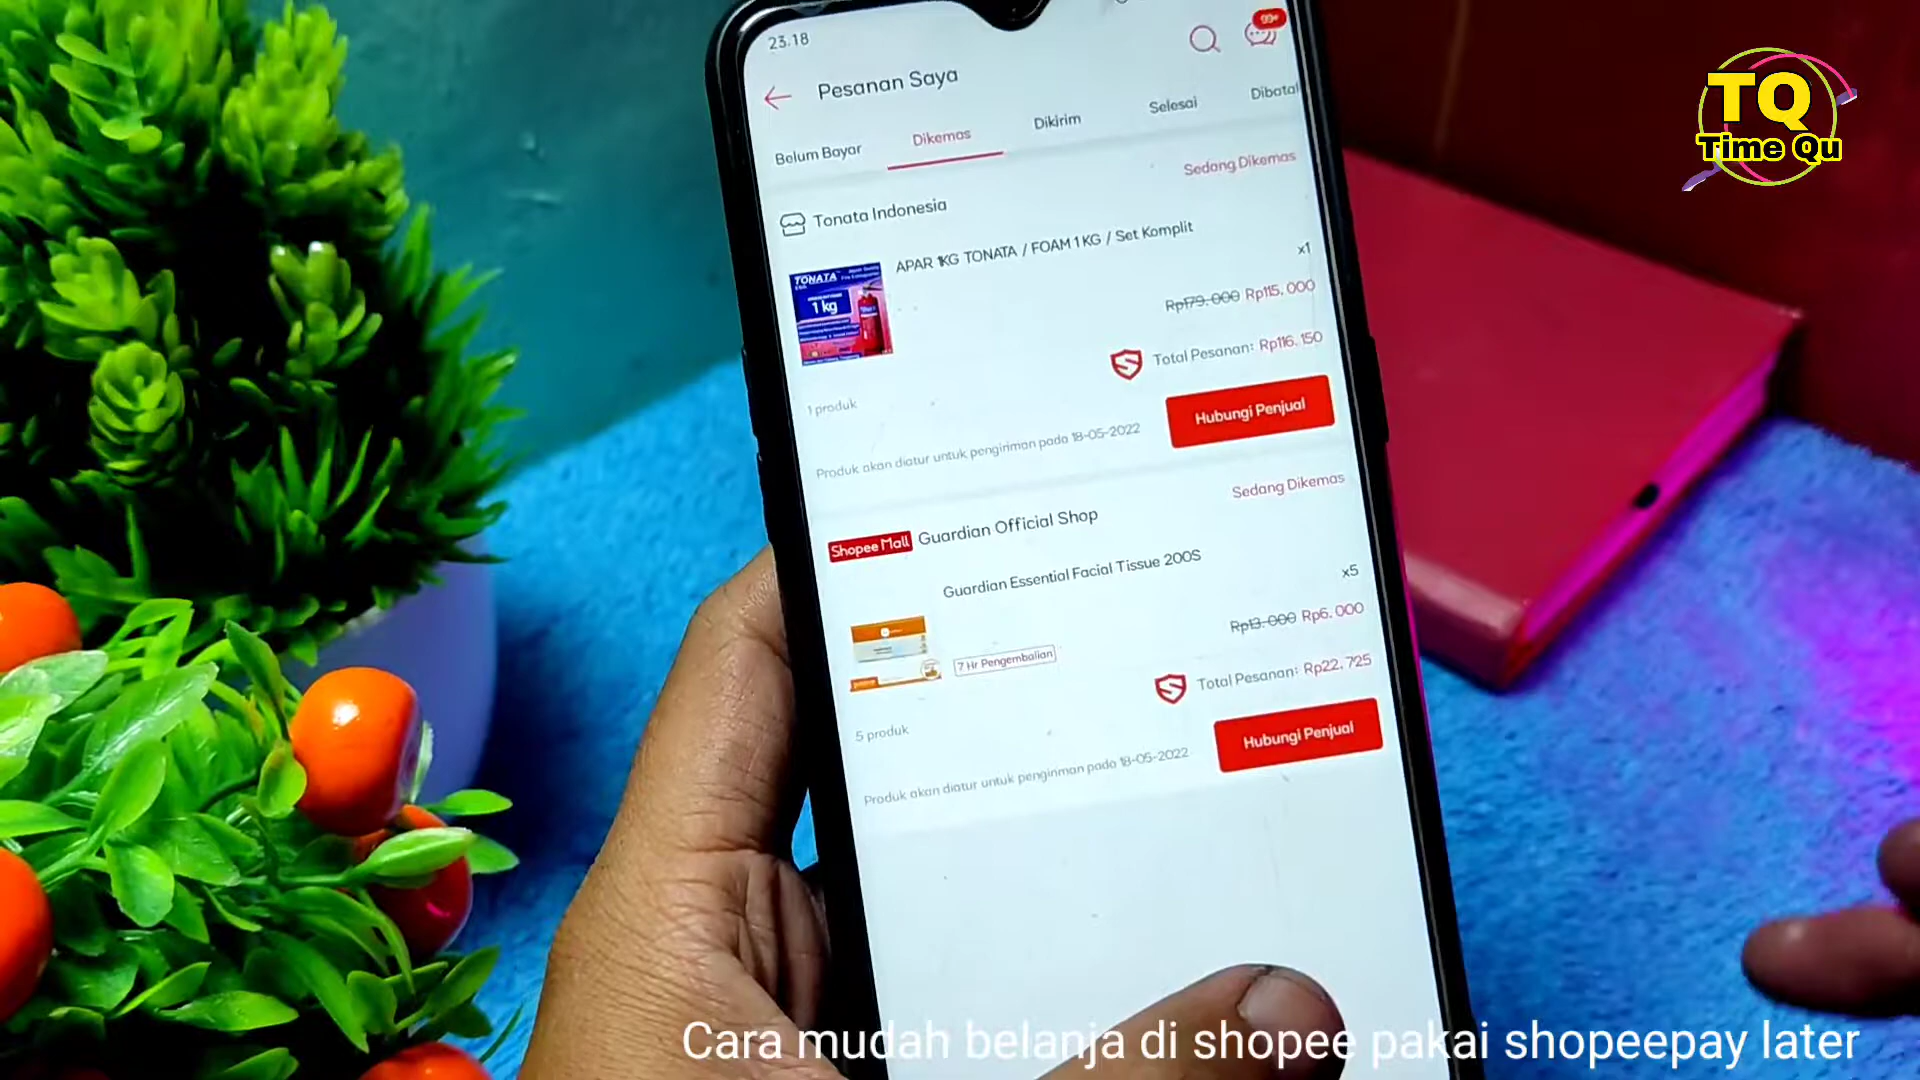 23.18
99+
Pesanan Saya
Belum Bayar
Dikemas
Dikirim
Selesai
Dibatal
Sedang Dikemas
Tonata Indonesia
APAR 1KG TONATA / FOAM 1 KG / Set Komplit
x1
TONATA
1 kg
Rp179.000 Rp115.000
Total Pesanan: Rp116.150
1 produk
Hubungi Penjual
Produk akan diatur untuk pengiriman pada 18-05-2022
Sedang Dikemas
Shopee Mall Guardian Official Shop
Guardian Essential Facial Tissue 200S
x5
Rp13.000 Rp6.000
7 Hr Pengembalian
Total Pesanan: Rp22.725
5 produk
Hubungi Penjual
Produk akan diatur untuk pengiriman pada 18-05-2022
TQ
Time Qu
Cara mudah belanja di shopee pakai shopeepay later